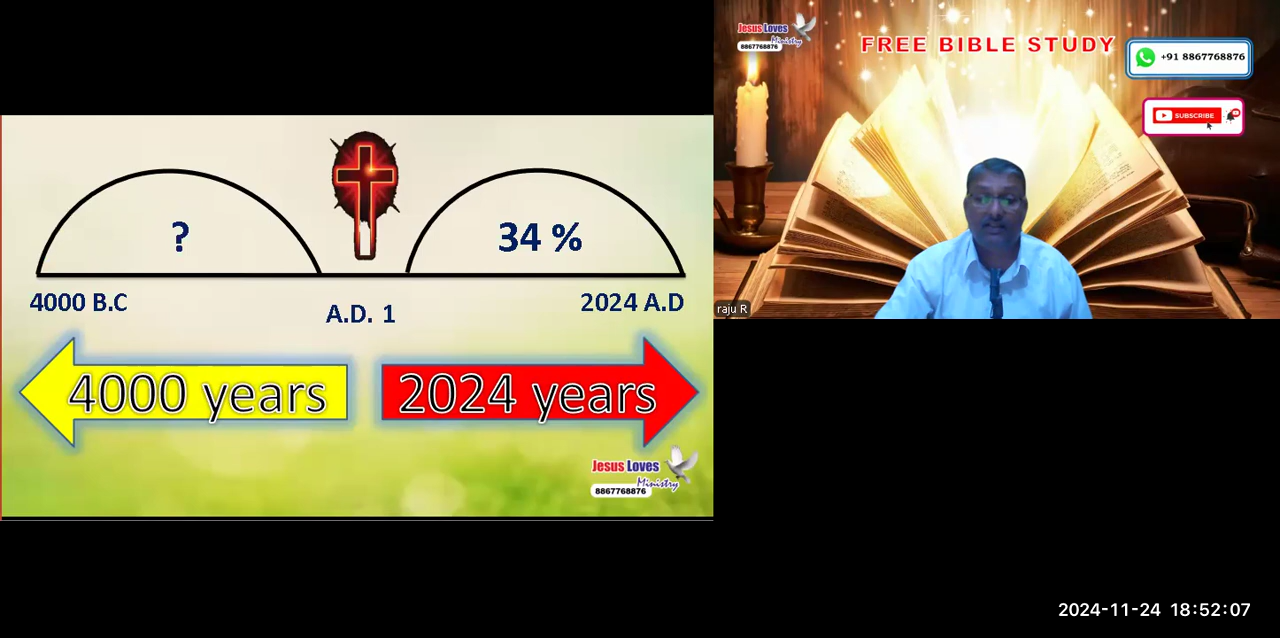 ? 34 %
4000 B.C A.D. 1 2024 A.D
4000 years 2024 years
Jesus Loves
Ministry
8867768876
Jesus Loves
Ministry
8867768876
FREE BIBLE STUDY
+91 8867768876
SUBSCRIBE
raju R
2024-11-24 18:52:07